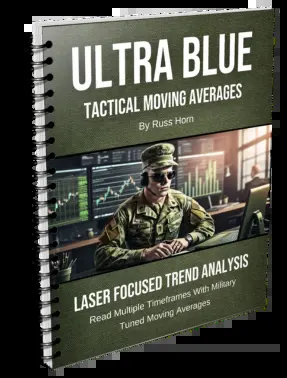 ULTRA BLUE
TACTICAL MOVING AVERAGES
By Russ Horn
LASER FOCUSED TREND ANALYSIS
Read Multiple Timeframes With Military
Tuned Moving Averages